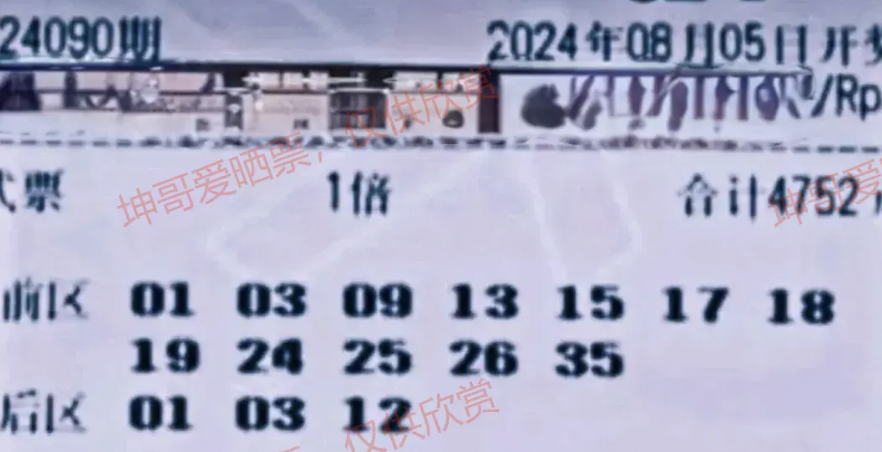 24090期 2024年08月05日开奖
/Rp
式票 1倍 合计4752
坤哥爱晒票，仅供欣赏
坤哥爱
前区 01 03 09 13 15 17 18
19 24 25 26 35
后区 01 03 12
仅供欣赏